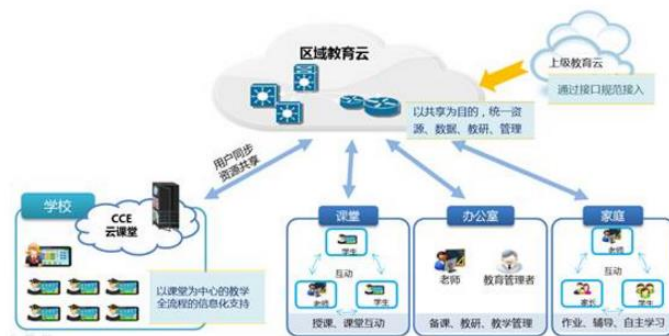 区域教育云
上级教育云
通过接口规范接入
以共享为目的，统一资
源、数据、教研、管理
用户同步
资源共享
学校
CCE
云课堂
以课堂为中心的教学
全流程的信息化支持
课堂
学生
互动
老师
学生
授课、课堂互动
办公室
老师
教育管理者
备课、教研、教学管理
家庭
老师
互动
家长
学生
作业、辅导、自主学习